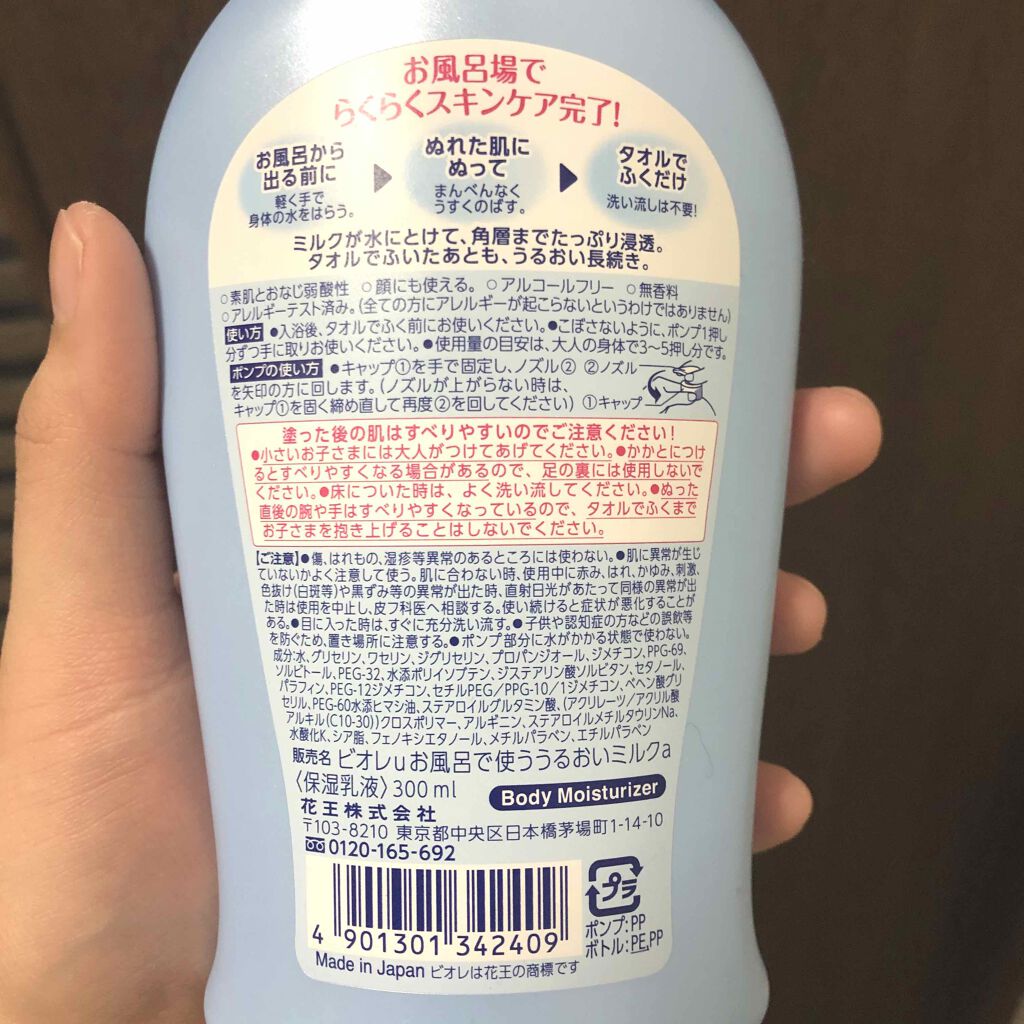 お風呂場で
らくらくスキンケア完了!
お風呂から
出る前に
軽く手で
身体の水をはらう。
ぬれた肌に
ぬって
まんべんなく
うすくのばす。
タオルで
ふくだけ
洗い流しは不要!
ミルクが水にとけて、角層までたっぷり浸透。
タオルでふいたあとも、うるおい長続き。
○素肌とおなじ弱酸性 ○顔にも使える。 ○アルコールフリー ○無香料
○アレルギーテスト済み。(全ての方にアレルギーが起こらないというわけではありません)
使い方 ●入浴後、タオルでふく前にお使いください。●こぼさないように、ポンプ1押し
分ずつ手に取りお使いください。●使用量の目安は、大人の身体で3〜5押し分です。
ポンプの使い方 ●キャップ①を手で固定し、ノズル② ②ノズル
を矢印の方に回します。(ノズルが上がらない時は、
キャップ①を固く締め直して再度②を回してください) ①キャップ
塗った後の肌はすべりやすいのでご注意ください!
●小さいお子さまには大人がつけてあげてください。●かかとにつけ
るとすべりやすくなる場合があるので、足の裏には使用しないで
ください。●床についた時は、よく洗い流してください。●ぬった
直後の腕や手はすべりやすくなっているので、タオルでふくまで
お子さまを抱き上げることはしないでください。
【ご注意】●傷、はれもの、湿疹等異常のあるところには使わない。●肌に異常が生じ
ていないかよく注意して使う。肌に合わない時、使用中に赤み、はれ、かゆみ、刺激、
色抜け(白斑等)や黒ずみ等の異常が出た時、直射日光があたって同様の異常が出
た時は使用を中止し、皮フ科医へ相談する。使い続けると症状が悪化することが
ある。●目に入った時は、すぐに充分洗い流す。●子供や認知症の方などの誤飲等
を防ぐため、置き場所に注意する。●ポンプ部分に水がかかる状態で使わない。
成分:水、グリセリン、ワセリン、ジグリセリン、プロパンジオール、ジメチコン、PPG-69、
ソルビトール、PEG-32、水添ポリイソブテン、ジステアリン酸ソルビタン、セタノール、
パラフィン、PEG-12ジメチコン、セチルPEG/PPG-10/1ジメチコン、ベヘン酸グリ
セリル、PEG-60水添ヒマシ油、ステアロイルグルタミン酸、(アクリレーツ/アクリル酸
アルキル(C10-30))クロスポリマー、アルギニン、ステアロイルメチルタウリンNa、
水酸化K、シア脂、フェノキシエタノール、メチルパラベン、エチルパラベン
販売名 ビオレuお風呂で使ううるおいミルクa
〈保湿乳液〉300ml Body Moisturizer
花王株式会社
〒103-8210 東京都中央区日本橋茅場町1-14-10
0120-165-692
4 901301 342409
プラ
ポンプ:PP
ボトル:PE,PP
Made in Japan ビオレは花王の商標です